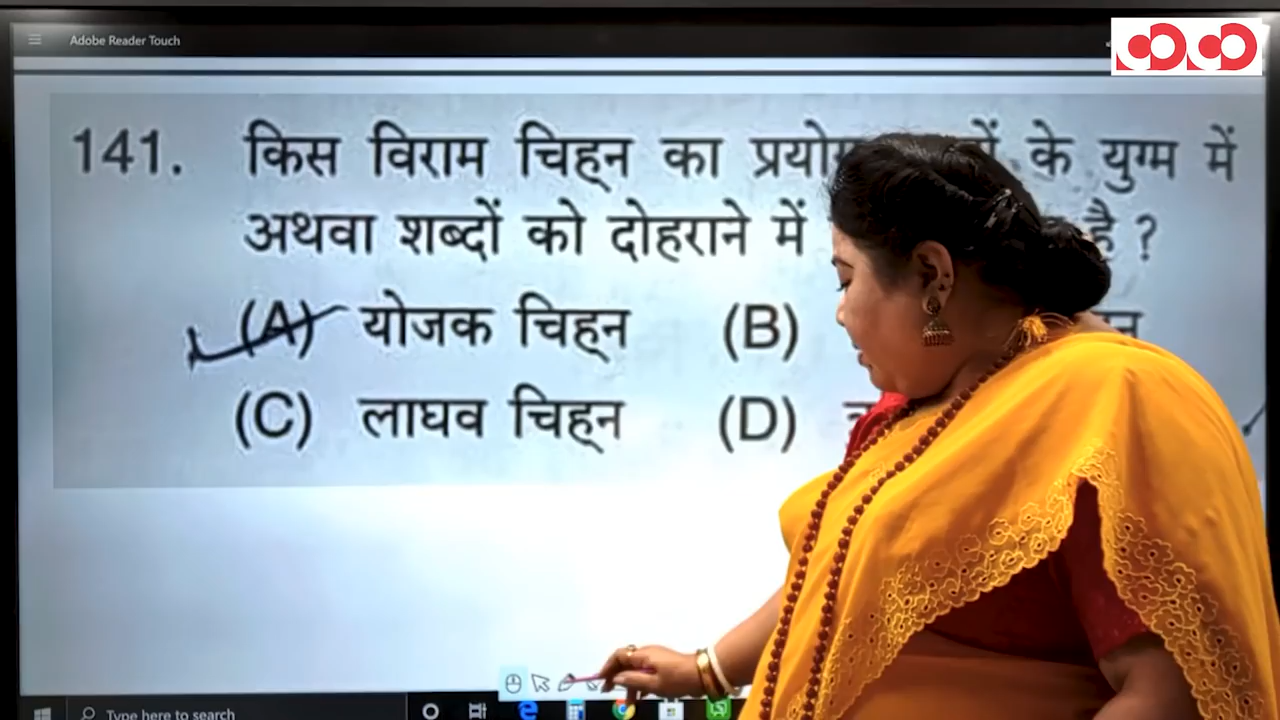 Adobe Reader Touch
141. किस विराम चिह्न का प्रयोग के युग्म में
अथवा शब्दों को दोहराने में है ?
(A) योजक चिह्न (B)
(C) लाघव चिह्न (D)
Type here to search